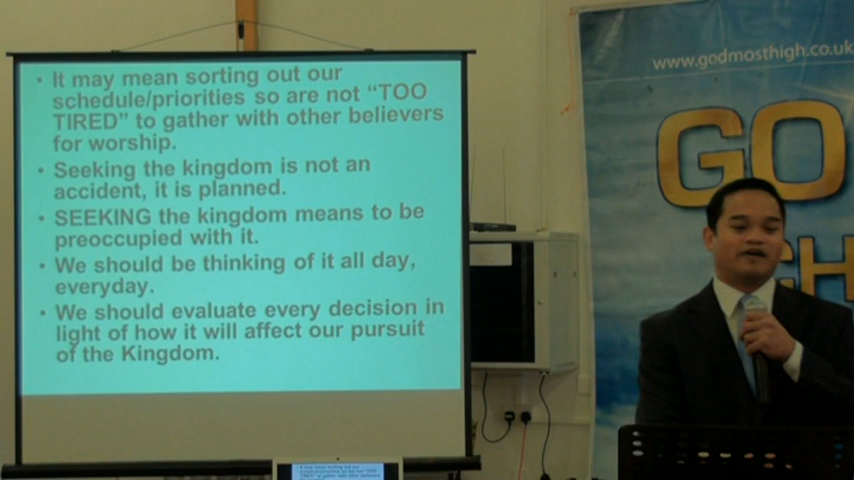 • It may mean sorting out our
schedule/priorities so are not “TOO
TIRED” to gather with other believers
for worship.
• Seeking the kingdom is not an
accident, it is planned.
• SEEKING the kingdom means to be
preoccupied with it.
• We should be thinking of it all day,
everyday.
• We should evaluate every decision in
light of how it will affect our pursuit
of the Kingdom.
www.godmosthigh.co.uk
GO
GH